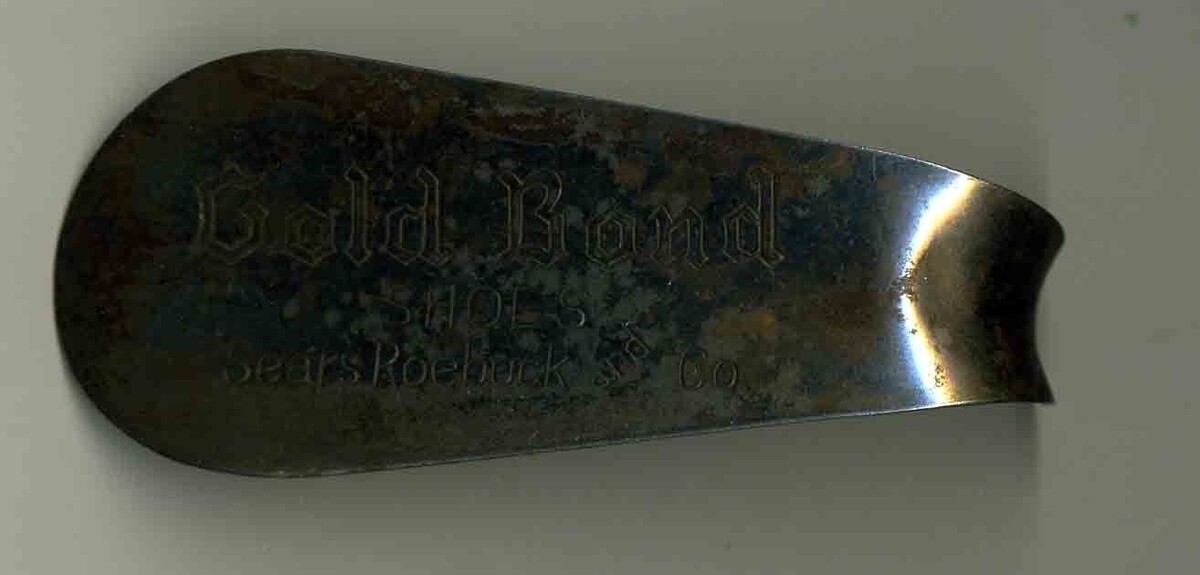 Gold Bond
SHOES
Sears Roebuck and Co